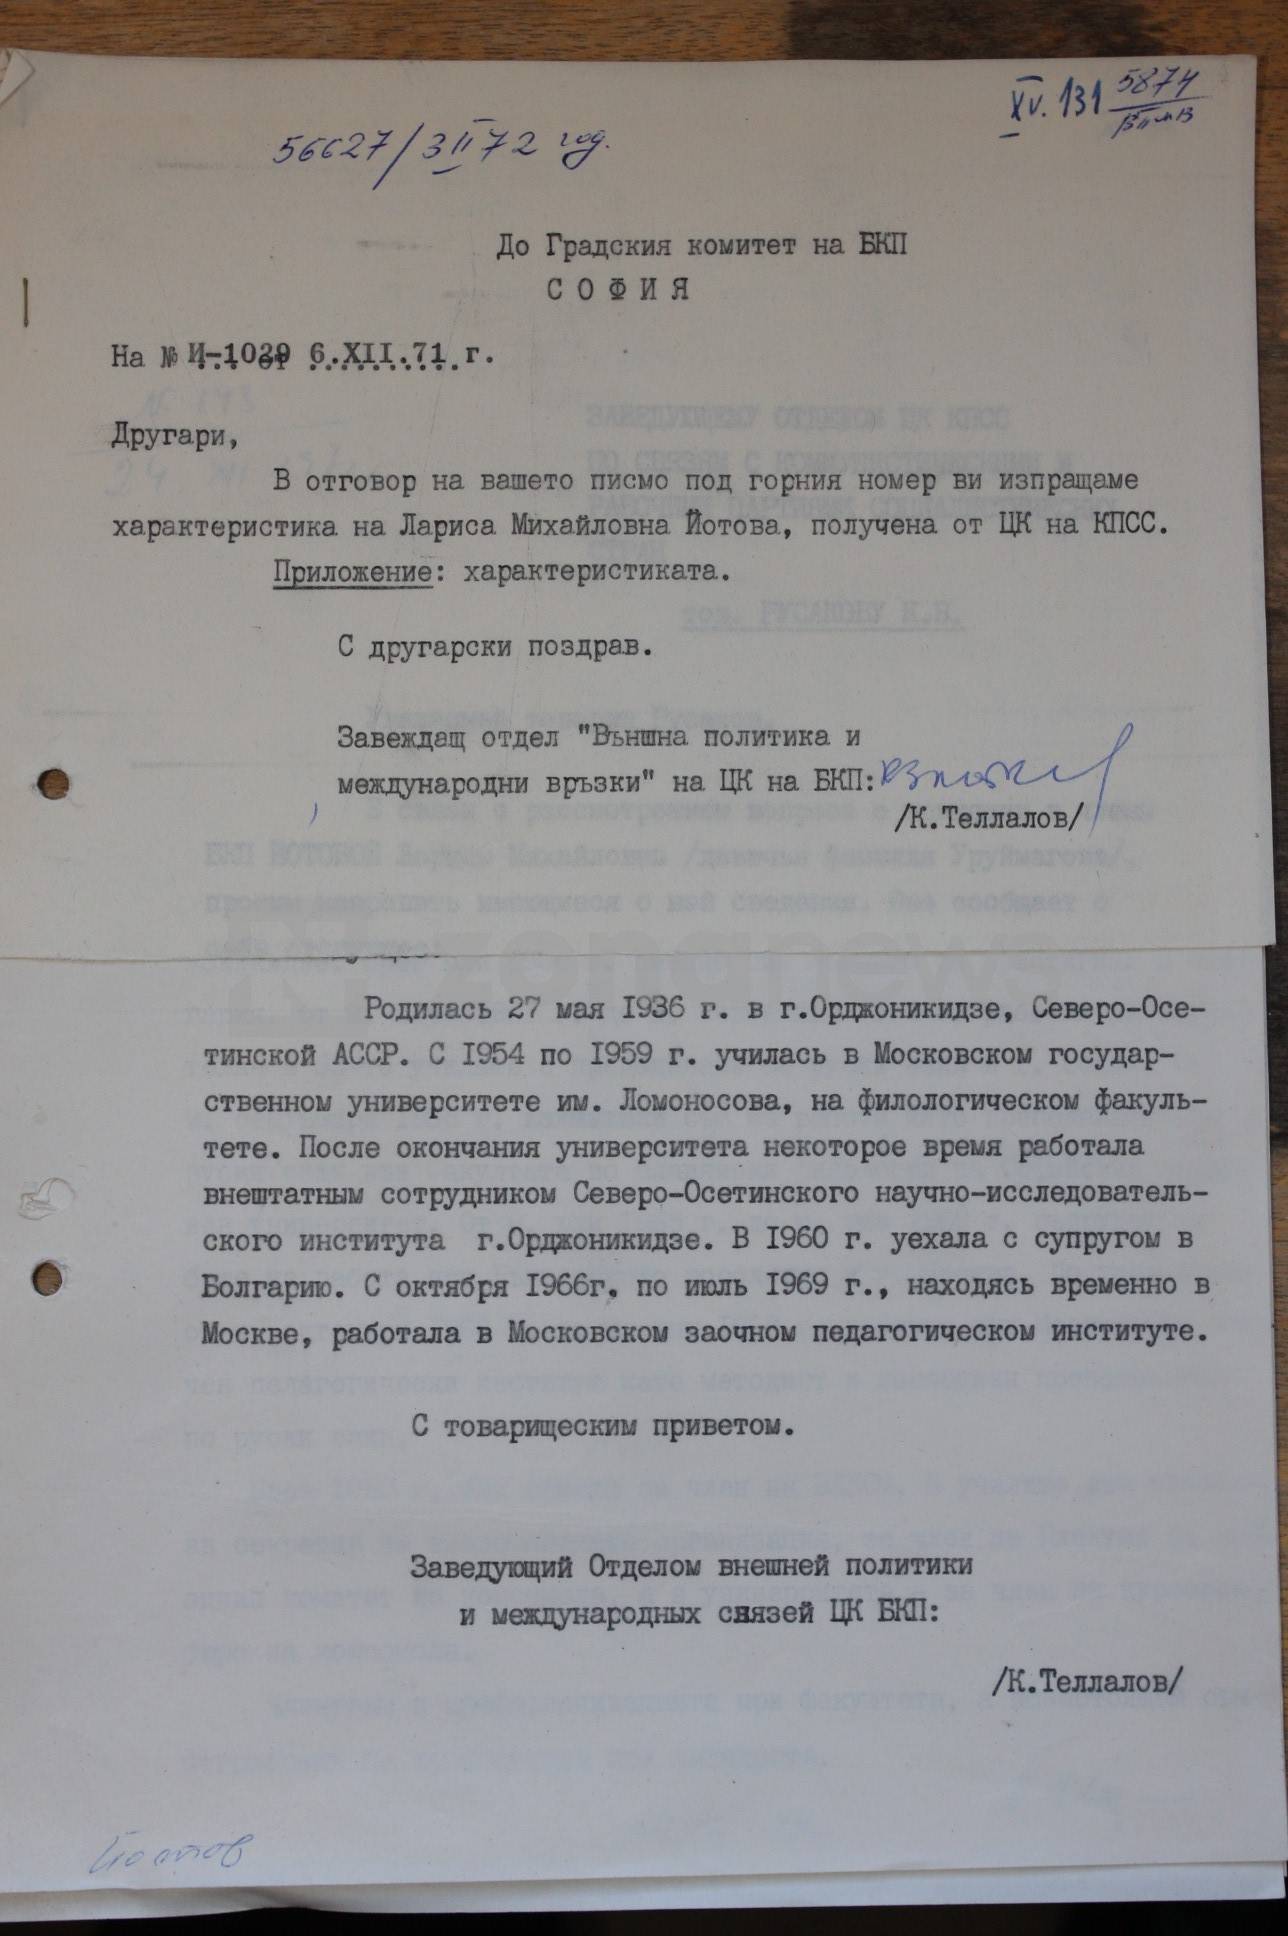 XV. 131 5874
56627/3 II 72 год.
До Градския комитет на БКП
С О Ф И Я
На № И-1039 от 6.XII.71 г.
Другари,
В отговор на вашето писмо под горния номер ви изпращаме
характеристика на Лариса Михайловна Йотова, получена от ЦК на КПСС.
Приложение: характеристиката.
С другарски поздрав.
Завеждащ отдел "Външна политика и
международни връзки" на ЦК на БКП:
/К.Теллалов/
zonanews
Родилась 27 мая 1936 г. в г.Орджоникидзе, Северо-Осе-
тинской АССР. С 1954 по 1959 г. училась в Московском государ-
ственном университете им. Ломоносова, на филологическом факуль-
тете. После окончания университета некоторое время работала
внештатным сотрудником Северо-Осетинского научно-исследователь-
ского института г.Орджоникидзе. В 1960 г. уехала с супругом в
Болгарию. С октября 1966г. по июль 1969 г., находясь временно в
Москве, работала в Московском заочном педагогическом институте.
С товарищеским приветом.
Заведующий Отделом внешней политики
и международных связей ЦК БКП:
/К.Теллалов/